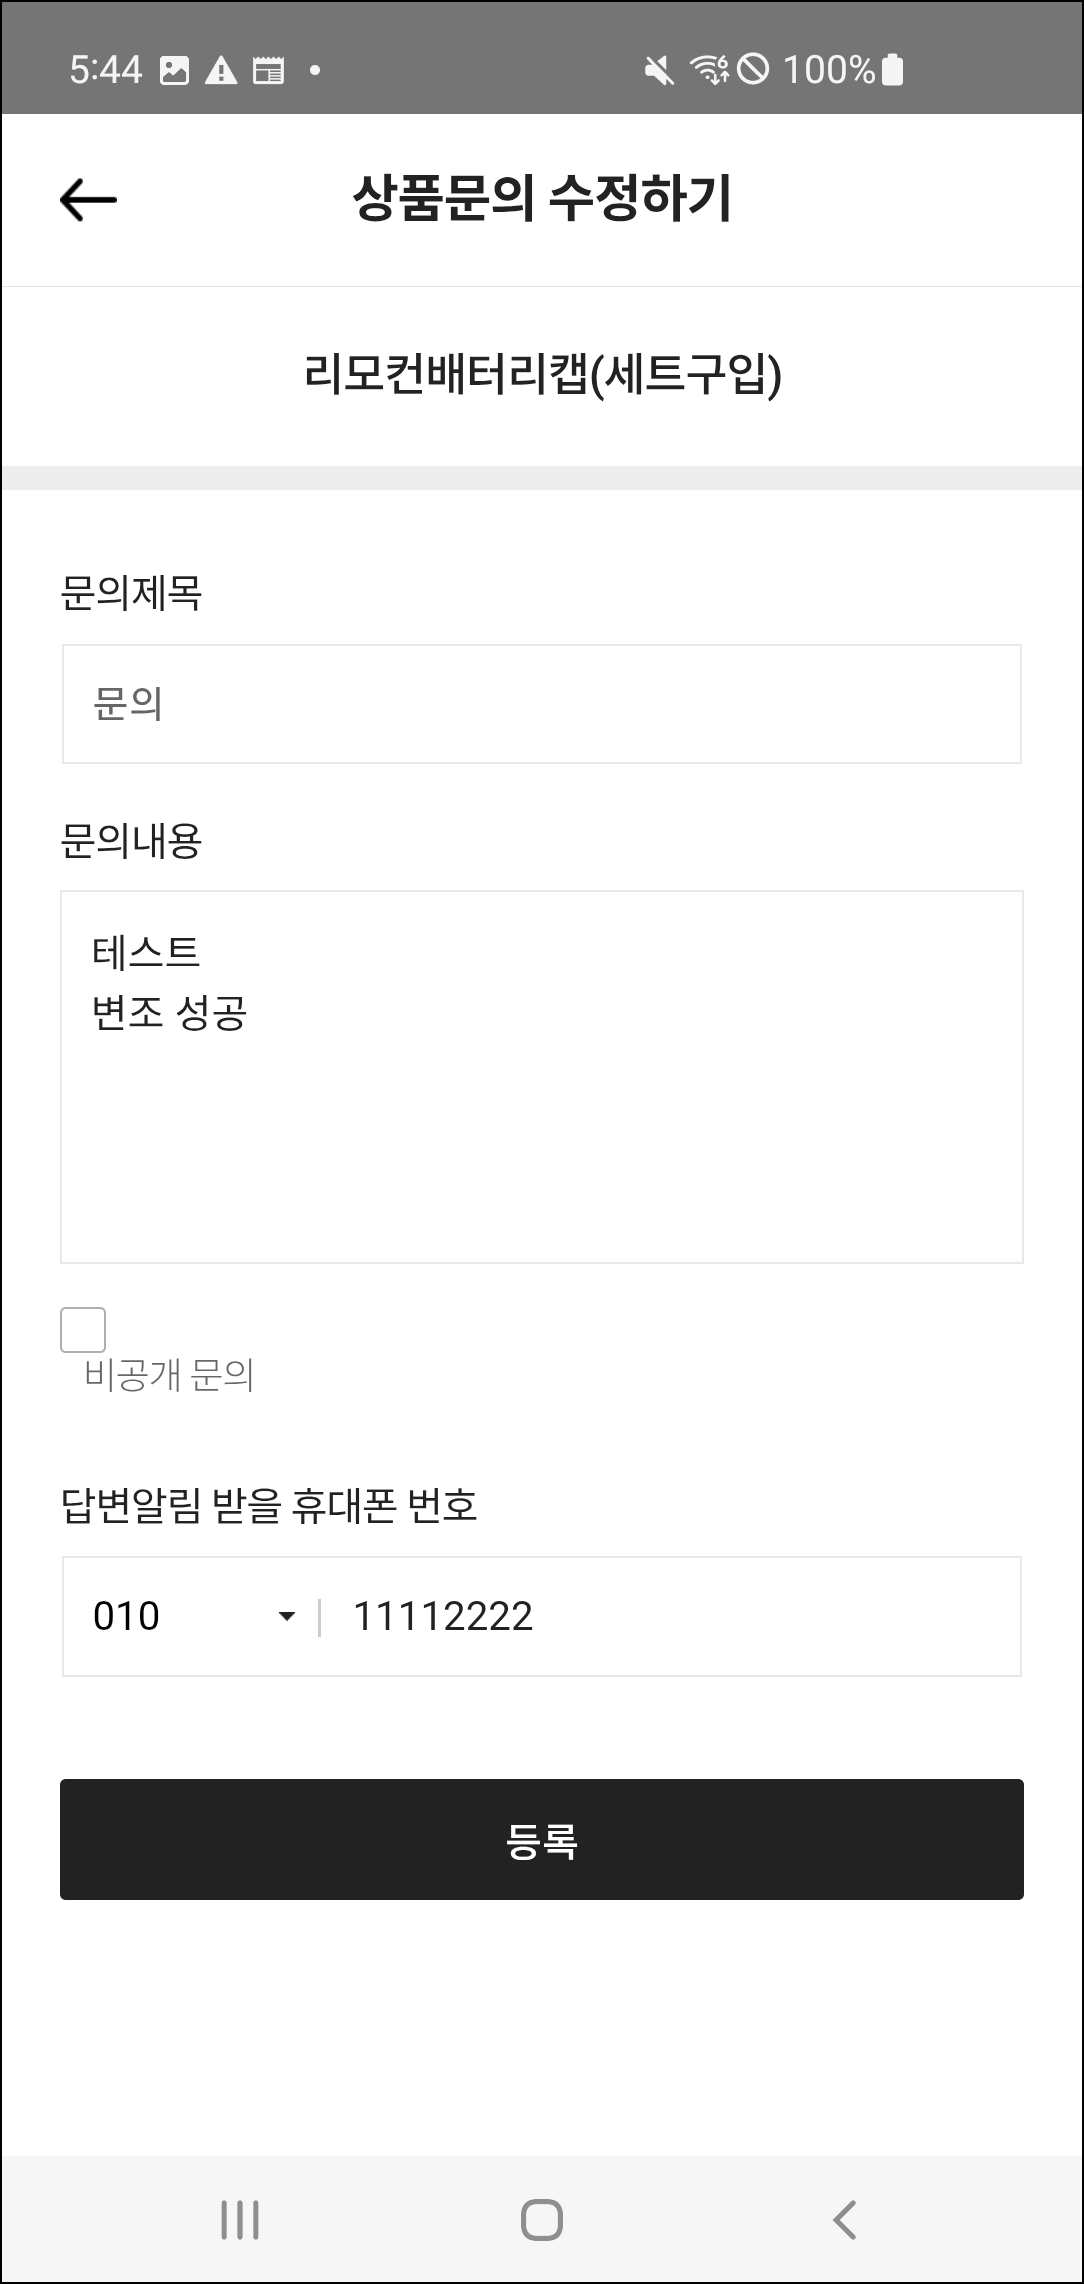 5:44 100%
상품문의 수정하기
리모컨배터리캡(세트구입)
문의제목
문의
문의내용
테스트
변조 성공
비공개 문의
답변알림 받을 휴대폰 번호
010 11112222
등록